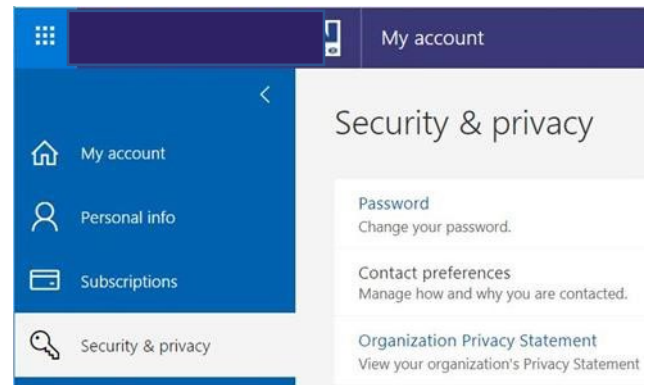 My account
Security & privacy
My account
Personal info
Subscriptions
Security & privacy
Password
Change your password.
Contact preferences
Manage how and why you are contacted.
Organization Privacy Statement
View your organization's Privacy Statement